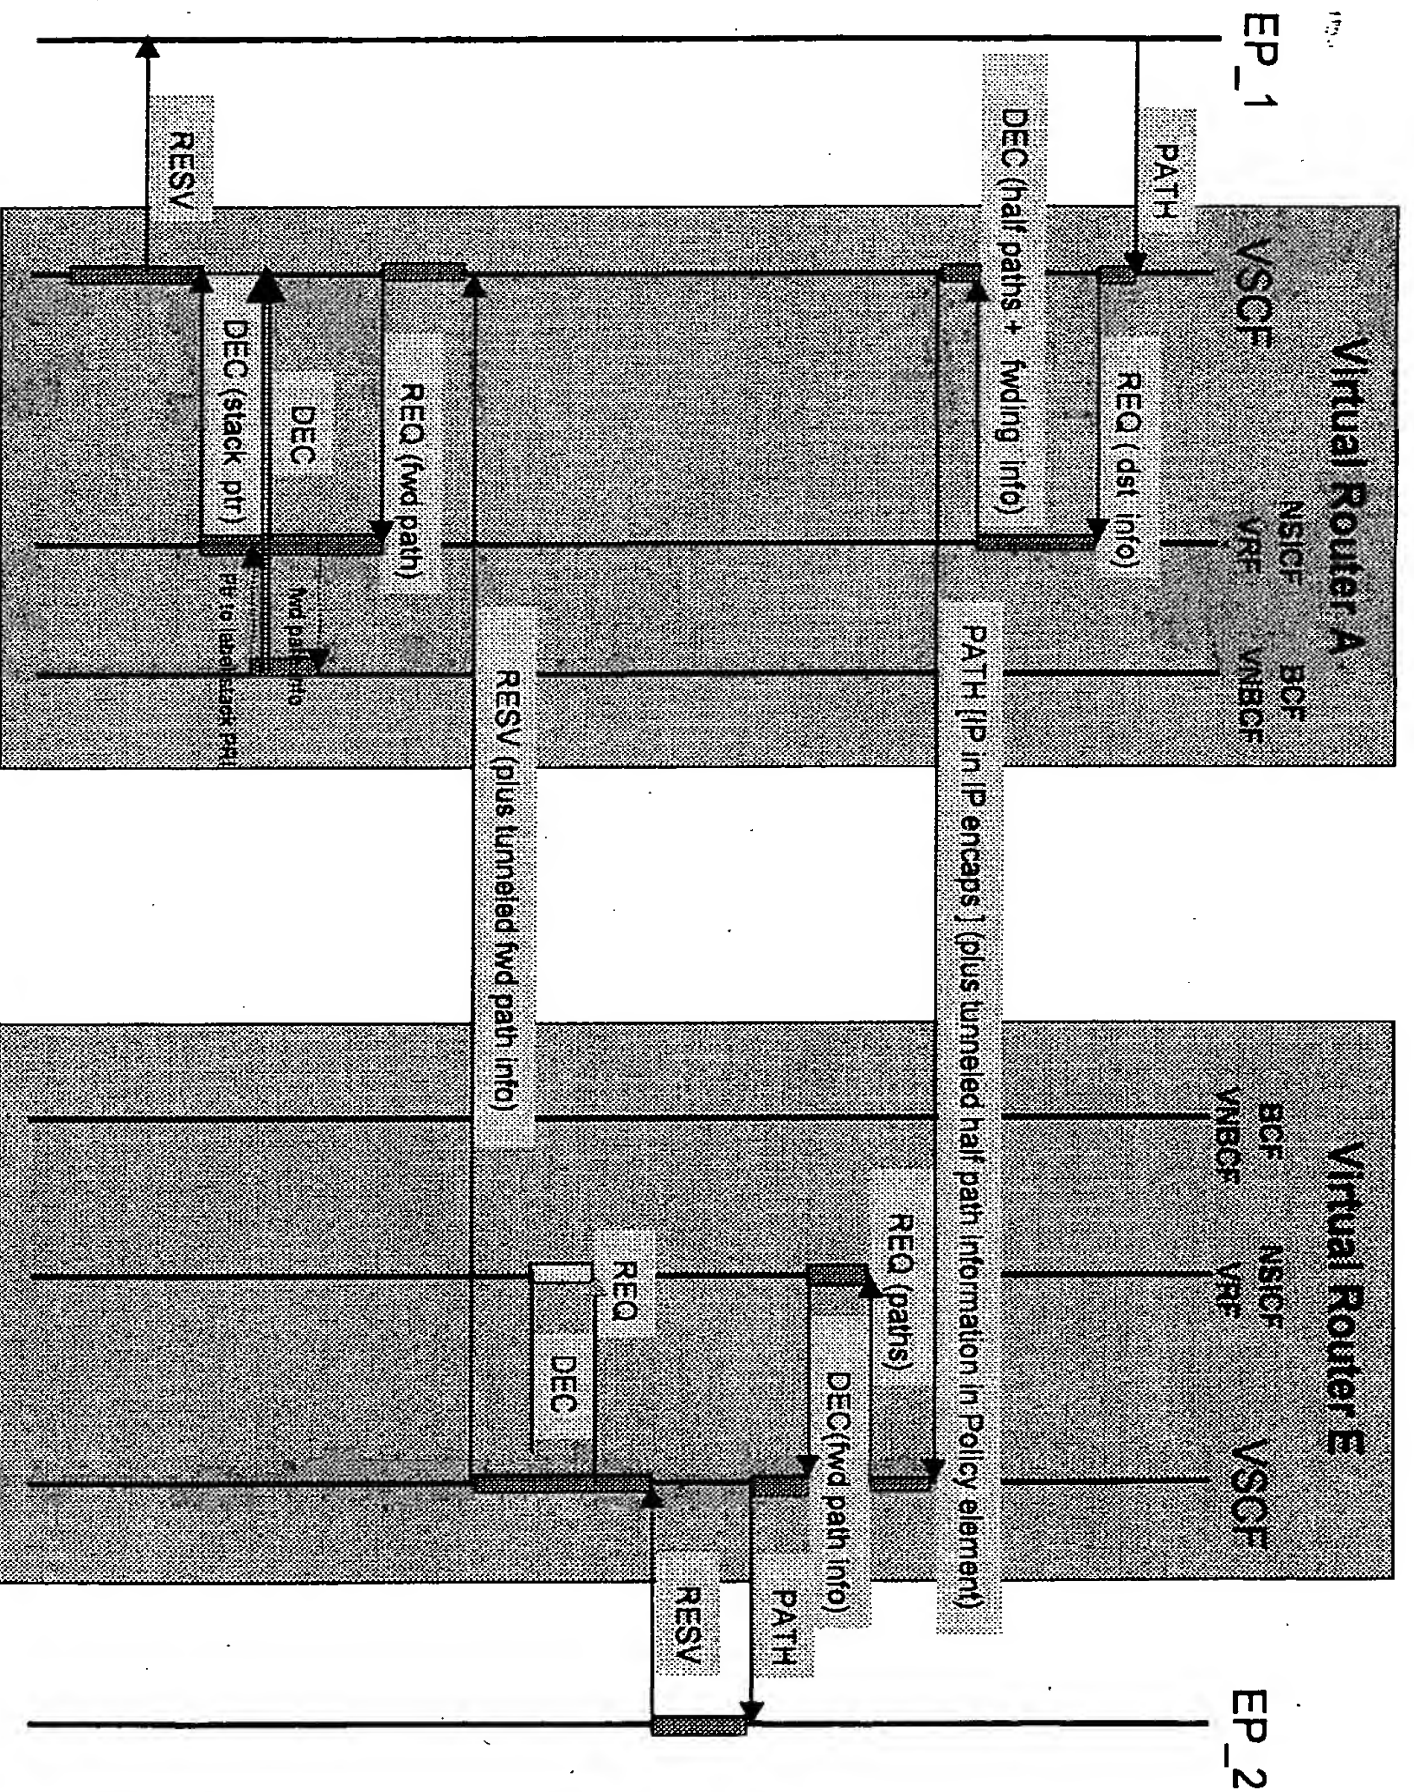 EP_1
Virtual Router A
VSCF
NSICF
VRF
BCF
VNBCF
Virtual Router E
BCF
VNBCF
NSICF
VRF
VSCF
EP_2
PATH
REQ (dst info)
DEC (half paths + fwding info)
PATH [IP in IP encaps ] (plus tunneled half path information in Policy element)
REQ (paths)
DEC(fwd path info)
PATH
RESV
REQ
DEC
RESV (plus tunneled fwd path info)
REQ (fwd path)
fwd path info
DEC
Ptr to label stack
DEC (stack ptr)
RESV